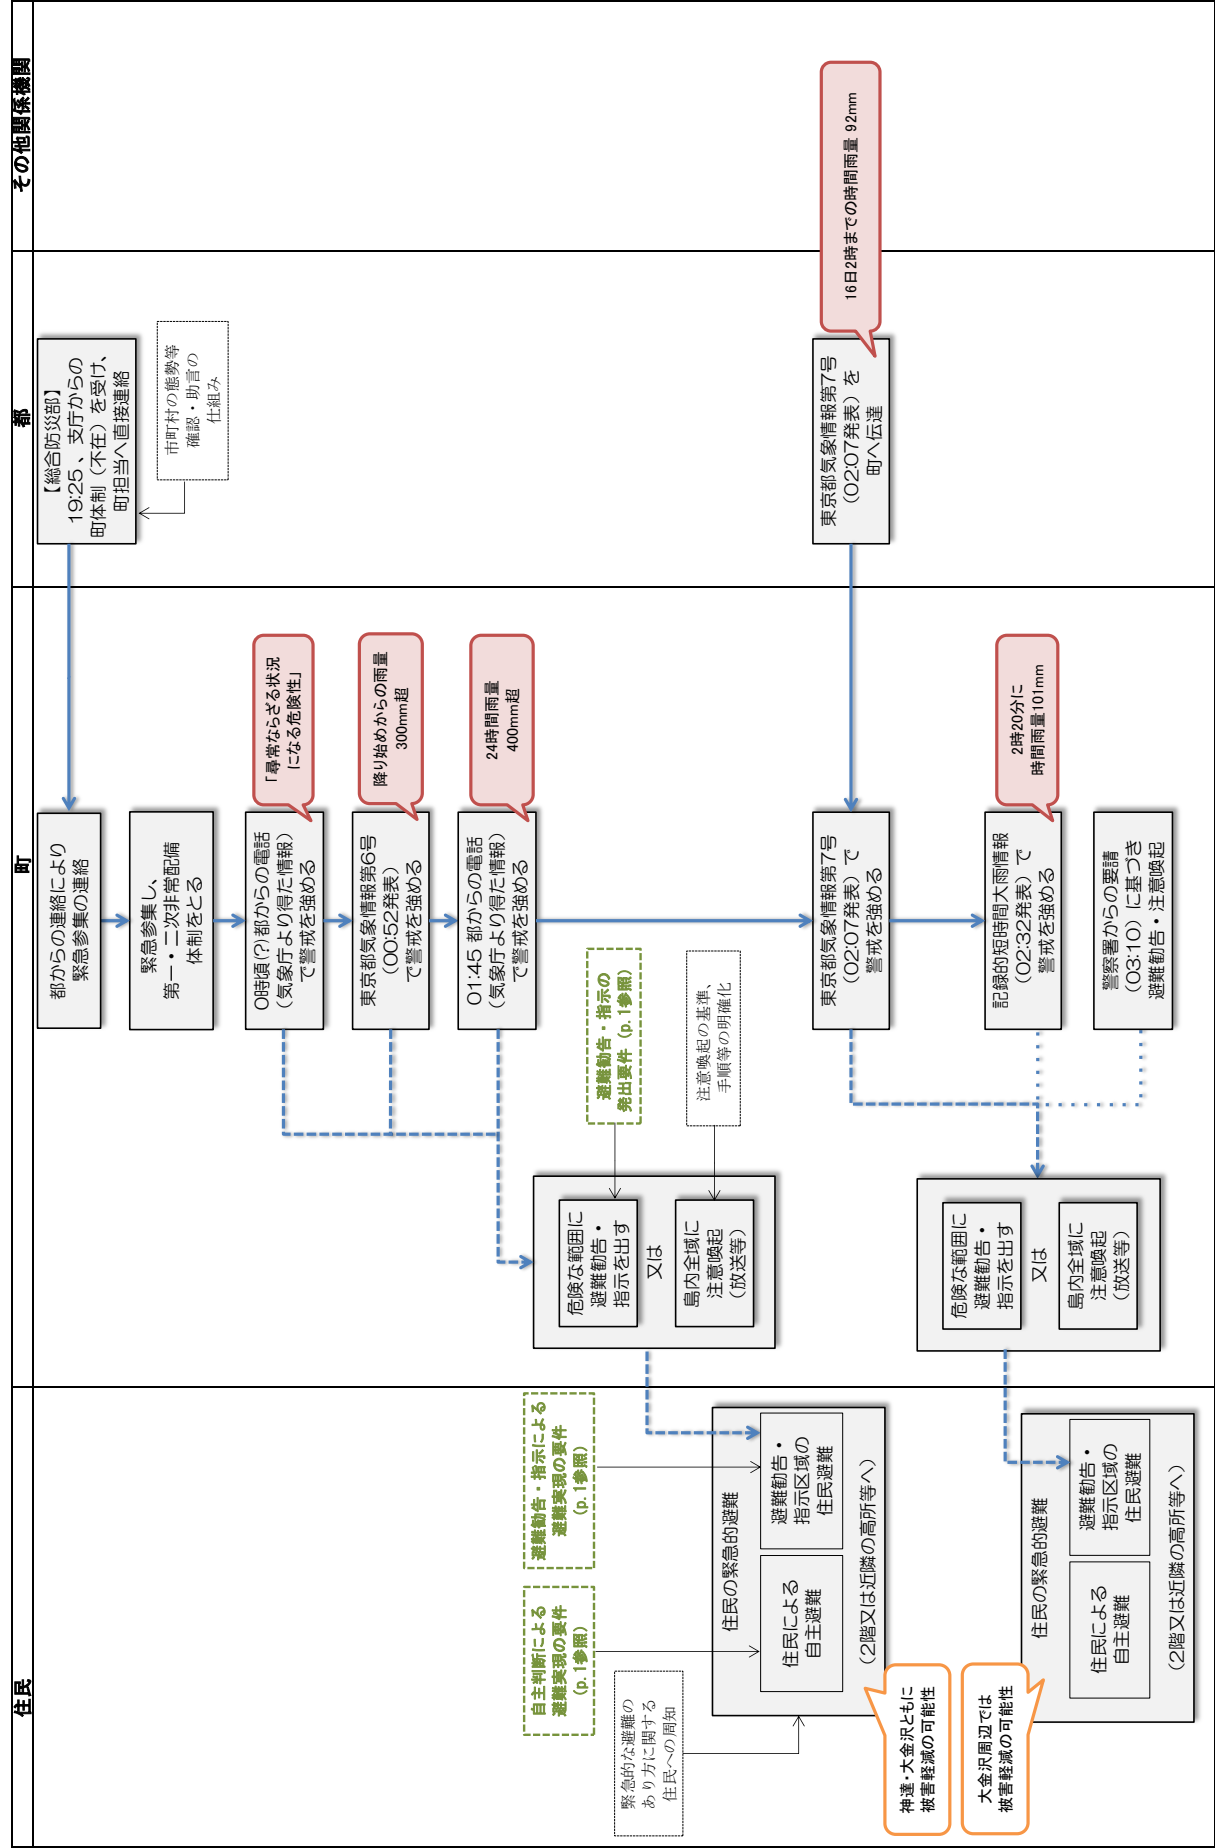 住民
町
都
その他関係機関
【総合防災部】
19:25 、支庁からの
町体制（不在）を受け、
町担当へ直接連絡
市町村の態勢等
確認・助言の
仕組み
都からの連絡により
緊急参集の連絡
緊急参集し、
第一・二次非常配備
体制をとる
0時頃(?)都からの電話
（気象庁より得た情報）
で警戒を強める
「尋常ならざる状況
になる危険性」
東京都気象情報第6号
（00:52発表）
で警戒を強める
降り始めからの雨量
300mm超
01:45 都からの電話
（気象庁より得た情報）
で警戒を強める
24時間雨量
400mm超
避難勧告・指示の
発出要件（p.1参照）
注意喚起の基準、
手順等の明確化
危険な範囲に
避難勧告・
指示を出す
又は
島内全域に
注意喚起
（放送等）
避難勧告・指示による
避難実現の要件
（p.1参照）
自主判断による
避難実現の要件
（p.1参照）
緊急的な避難の
あり方に関する
住民への周知
住民の緊急的避難
避難勧告・
指示区域の
住民避難
住民による
自主避難
（2階又は近隣の高所等へ）
神達・大金沢ともに
被害軽減の可能性
東京都気象情報第7号
（02:07発表）を
町へ伝達
16日2時までの時間雨量 92mm
東京都気象情報第7号
（02:07発表）で
警戒を強める
記録的短時間大雨情報
（02:32発表）で
警戒を強める
2時20分に
時間雨量101mm
警察署からの要請
（03:10）に基づき
避難勧告・注意喚起
危険な範囲に
避難勧告・
指示を出す
又は
島内全域に
注意喚起
（放送等）
大金沢周辺では
被害軽減の可能性
住民の緊急的避難
避難勧告・
指示区域の
住民避難
住民による
自主避難
（2階又は近隣の高所等へ）